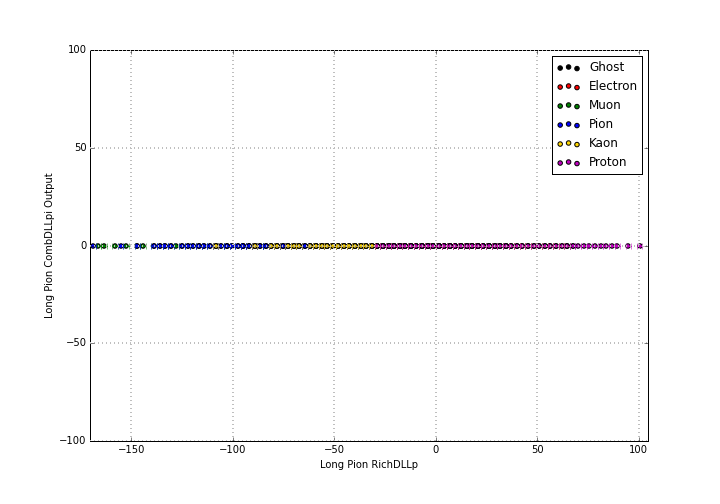 100
50
0
−50
−100
−150
−100
−50
0
50
100
Long Pion CombDLLpi Output
Long Pion RichDLLp
Ghost
Electron
Muon
Pion
Kaon
Proton